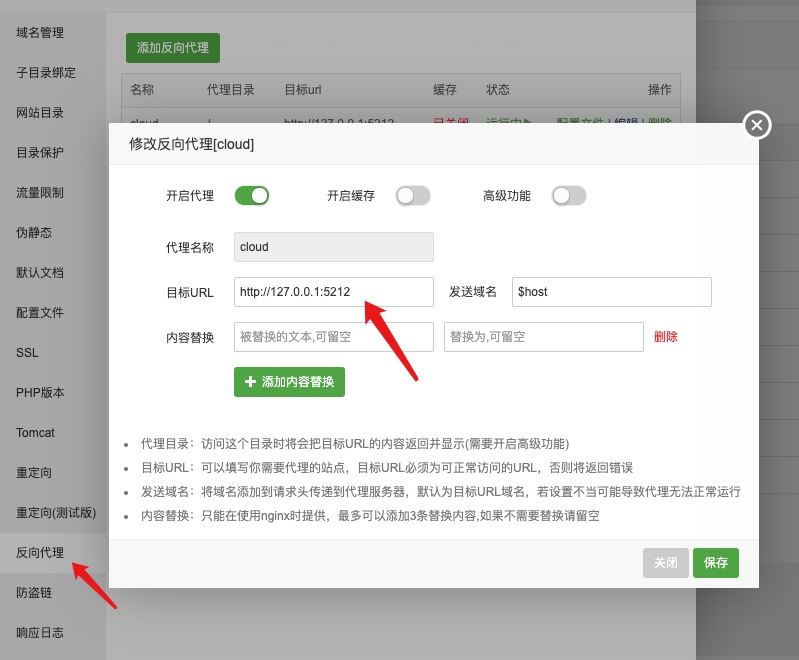 域名管理
子目录绑定
网站目录
目录保护
流量限制
伪静态
默认文档
配置文件
SSL
PHP版本
Tomcat
重定向
重定向(测试版)
反向代理
防盗链
响应日志
添加反向代理
名称 代理目录 目标url 缓存 状态 操作
cloud / http://127.0.0.1:5212 已关闭 运行中 配置文件 | 编辑 | 删除
修改反向代理[cloud]
开启代理 开启缓存 高级功能
代理名称 cloud
目标URL http://127.0.0.1:5212 发送域名 $host
内容替换 被替换的文本,可留空 替换为,可留空 删除
添加内容替换
代理目录：访问这个目录时将会把目标URL的内容返回并显示(需要开启高级功能)
目标URL：可以填写你需要代理的站点，目标URL必须为可正常访问的URL，否则将返回错误
发送域名：将域名添加到请求头传递到代理服务器，默认为目标URL域名，若设置不当可能导致代理无法正常运行
内容替换：只能在使用nginx时提供，最多可以添加3条替换内容,如果不需要替换请留空
关闭 保存